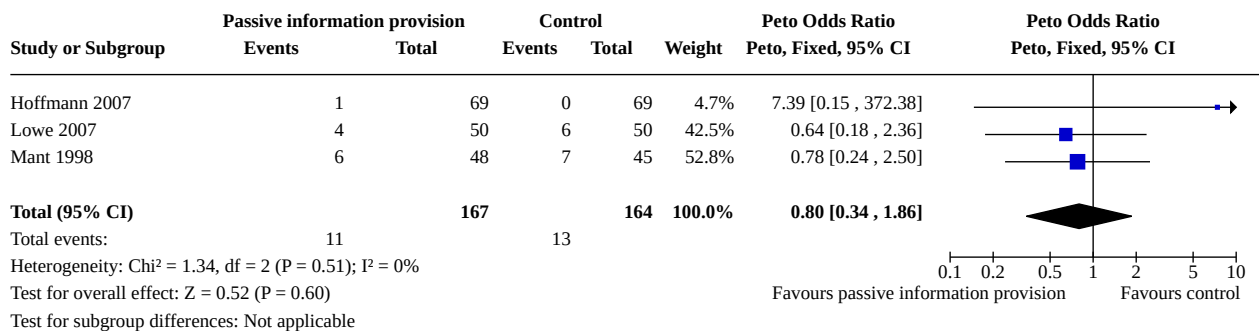 Passive information provision Control Peto Odds Ratio Peto Odds Ratio
Study or Subgroup Events Total Events Total Weight Peto, Fixed, 95% CI Peto, Fixed, 95% CI
Hoffmann 2007 1 69 0 69 4.7% 7.39 [0.15 , 372.38]
Lowe 2007 4 50 6 50 42.5% 0.64 [0.18 , 2.36]
Mant 1998 6 48 7 45 52.8% 0.78 [0.24 , 2.50]
Total (95% CI) 167 164 100.0% 0.80 [0.34 , 1.86]
Total events: 11 13
Heterogeneity: Chi² = 1.34, df = 2 (P = 0.51); I² = 0%
0.1 0.2 0.5 1 2 5 10
Test for overall effect: Z = 0.52 (P = 0.60)
Favours passive information provision Favours control
Test for subgroup differences: Not applicable